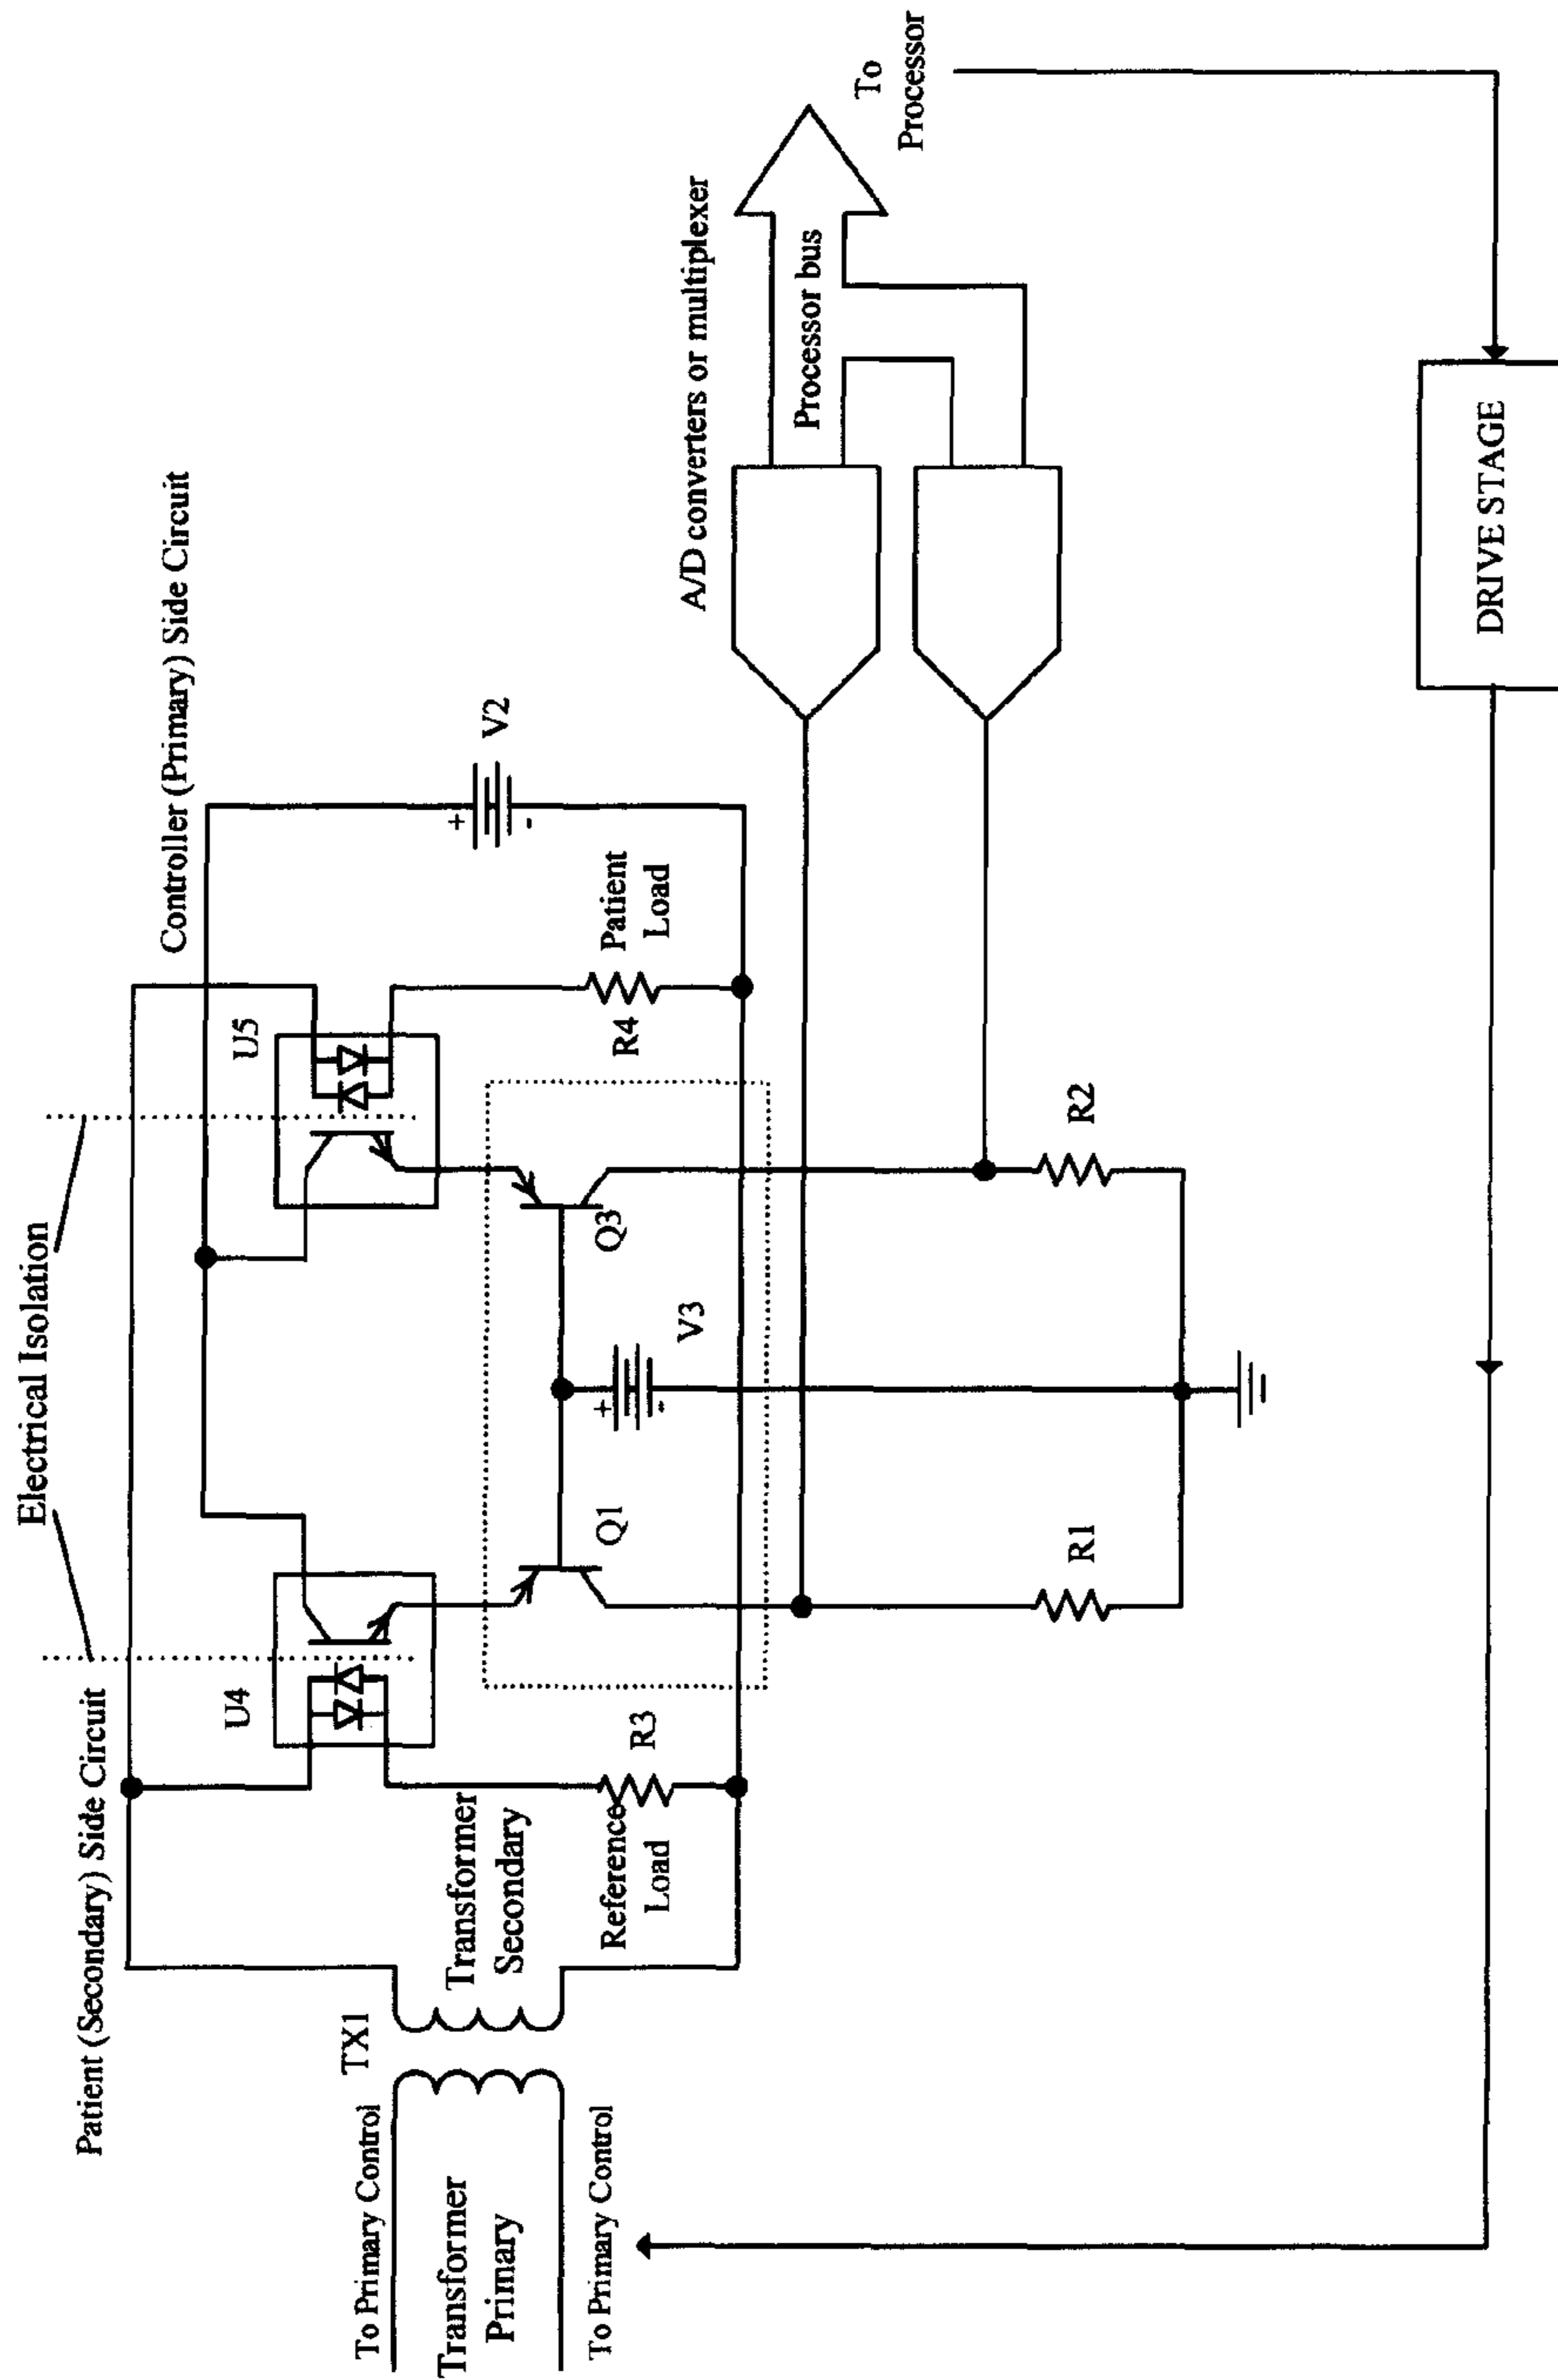 Electrical Isolation
Patient (Secondary) Side Circuit
Controller (Primary) Side Circuit
U4
U5
TX1
To Primary Control
Transformer
Primary
To Primary Control
Transformer
Secondary
Reference
Load
R3
+
-
V3
Q1
Q3
R4
Patient
Load
+
-
V2
A/D converters or multiplexer
Processor bus
To
Processor
R1
R2
DRIVE STAGE